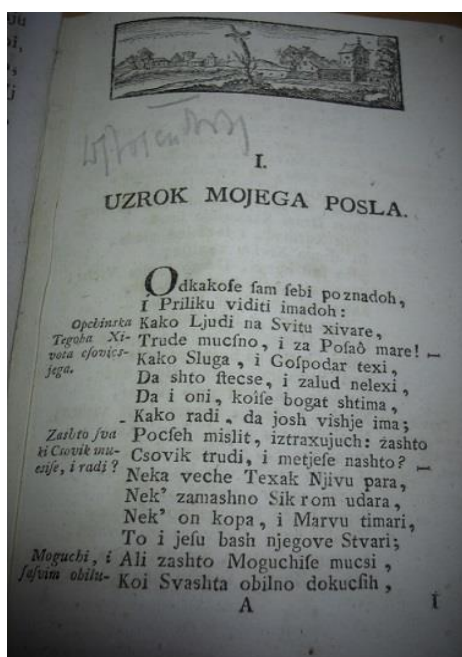 I.
UZROK MOJEGA POSLA.
Odkakoſe ſam ſebi poznadoh,
I Priliku viditi imadoh:
Kako Ljudi na Svitu xivare,
Trude mucſno, i za Poſaô mare!
Kako Sluga, i Goſpodar texi,
Da shto ſtecse, i zalud nelexi,
Da i oni, koiſe bogat shtima,
Kako radi, da josh vishje ima;
Pocſeh mislit, iztraxujuch: zashto
Csovik trudi, i metjeſe nashto?
Neka veche Texak Njivu para,
Nek' zamashno Sikrom udara,
Nek' on kopa, i Marvu timari,
To i jeſu bash njegove Stvari;
Ali zashto Moguchiſe mucsi,
Koi Svashta obilno dokucſih,
Opchinska
Tegoba Xi-
vota cſovics-
jega.
Zashto ſva
ki Csovik mu-
csiſe, i radi?
Moguchi, i
ſaſvim obilu-
A
I